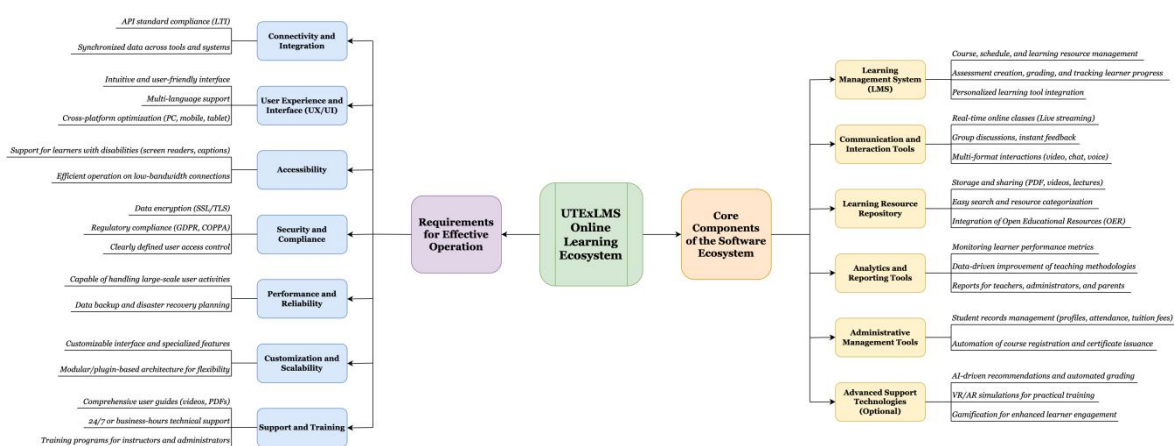 API standard compliance (LTI)
Synchronized data across tools and systems
Connectivity and
Integration
Intuitive and user-friendly interface
Multi-language support
Cross-platform optimization (PC, mobile, tablet)
User Experience and
Interface (UX/UI)
Support for learners with disabilities (screen readers, captions)
Efficient operation on low-bandwidth connections
Accessibility
Data encryption (SSL/TLS)
Regulatory compliance (GDPR, COPPA)
Clearly defined user access control
Security and
Compliance
Capable of handling large-scale user activities
Data backup and disaster recovery planning
Performance and
Reliability
Customizable interface and specialized features
Modular/plugin-based architecture for flexibility
Customization and
Scalability
Comprehensive user guides (videos, PDFs)
24/7 or business-hours technical support
Training programs for instructors and administrators
Support and Training
Requirements
for Effective
Operation
UTExLMS
Online
Learning
Ecosystem
Core
Components
of the Software
Ecosystem
Learning
Management System
(LMS)
Course, schedule, and learning resource management
Assessment creation, grading, and tracking learner progress
Personalized learning tool integration
Communication and
Interaction Tools
Real-time online classes (Live streaming)
Group discussions, instant feedback
Multi-format interactions (video, chat, voice)
Learning Resource
Repository
Storage and sharing (PDF, videos, lectures)
Easy search and resource categorization
Integration of Open Educational Resources (OER)
Analytics and
Reporting Tools
Monitoring learner performance metrics
Data-driven improvement of teaching methodologies
Reports for teachers, administrators, and parents
Administrative
Management Tools
Student records management (profiles, attendance, tuition fees)
Automation of course registration and certificate issuance
Advanced Support
Technologies
(Optional)
AI-driven recommendations and automated grading
VR/AR simulations for practical training
Gamification for enhanced learner engagement